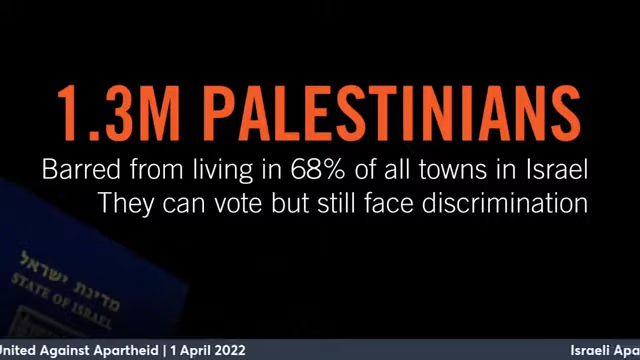 1.3M PALESTINIANS
Barred from living in 68% of all towns in Israel
They can vote but still face discrimination
מדינת ישראל
STATE OF ISRAEL
United Against Apartheid | 1 April 2022
Israeli Apa